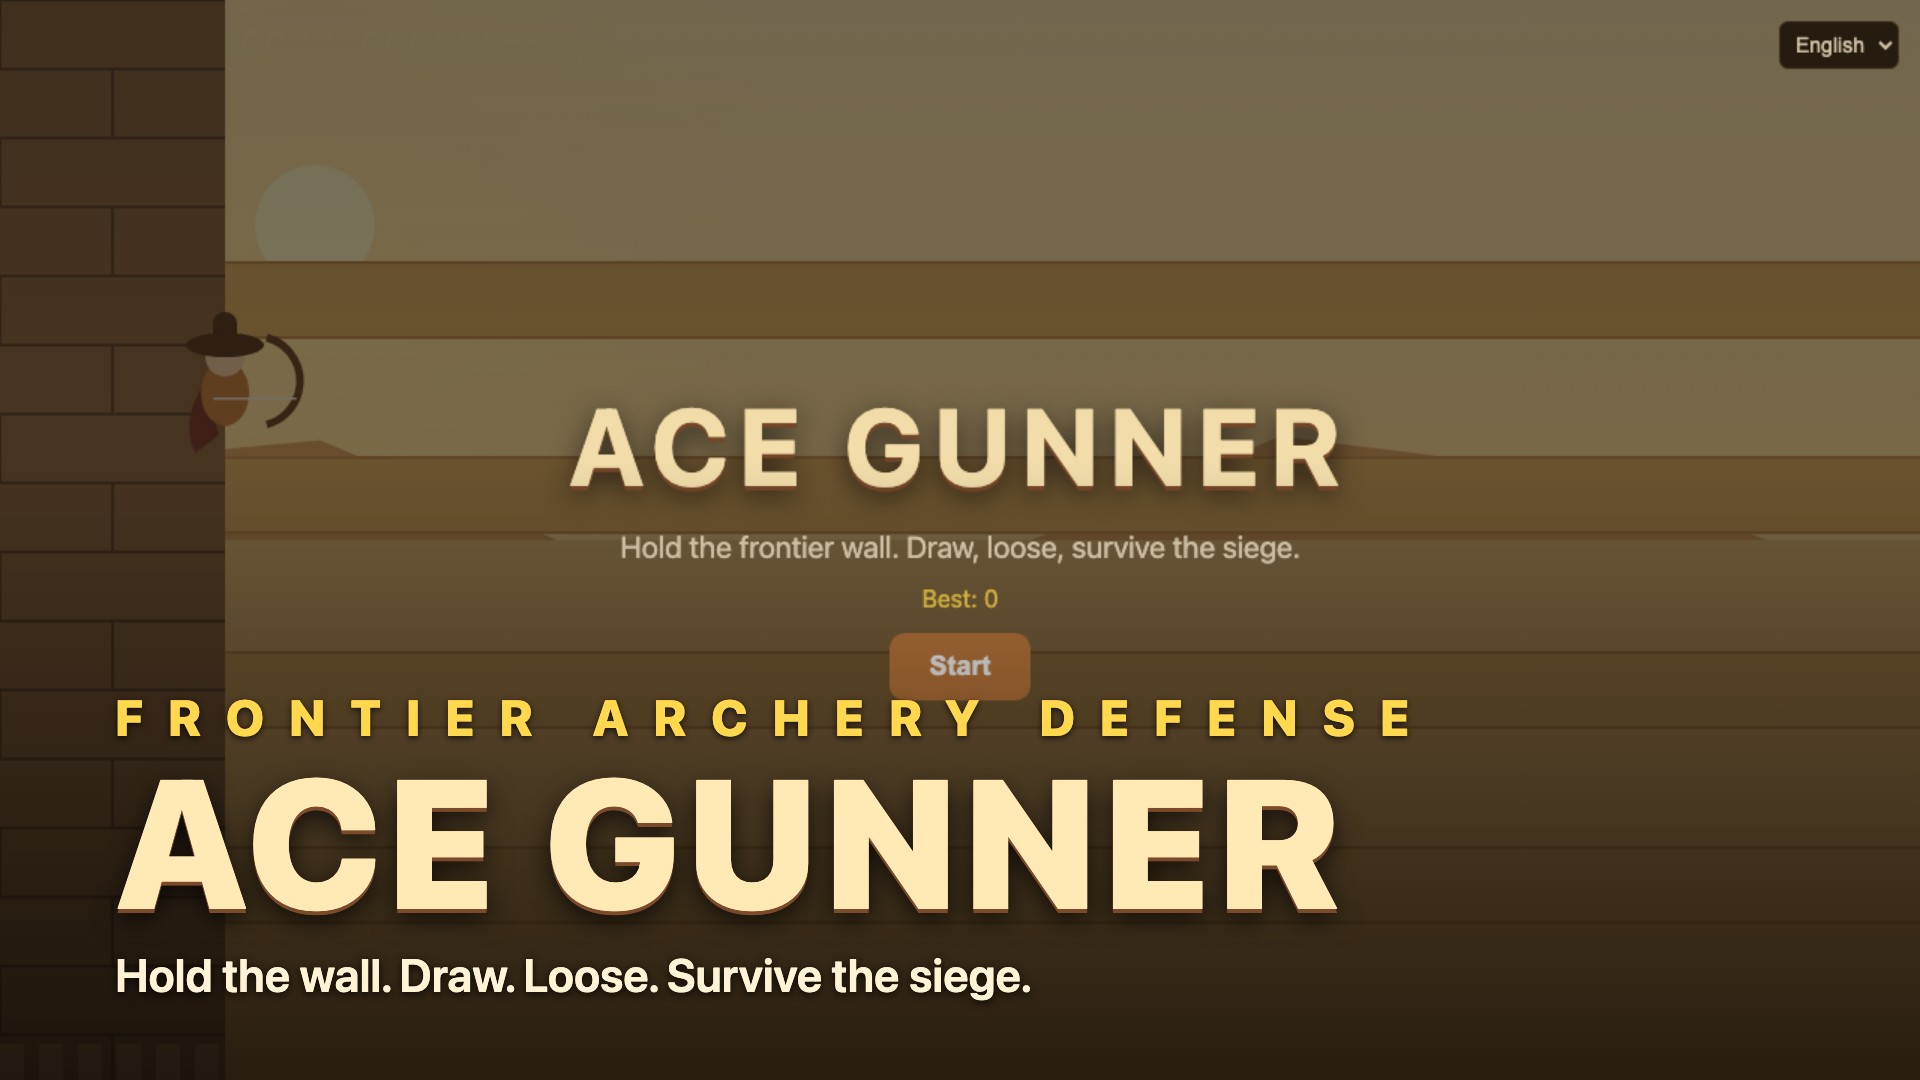 English
ACE GUNNER
Hold the frontier wall. Draw, loose, survive the siege.
Best: 0
Start
FRONTIER ARCHERY DEFENSE
ACE GUNNER
Hold the wall. Draw. Loose. Survive the siege.